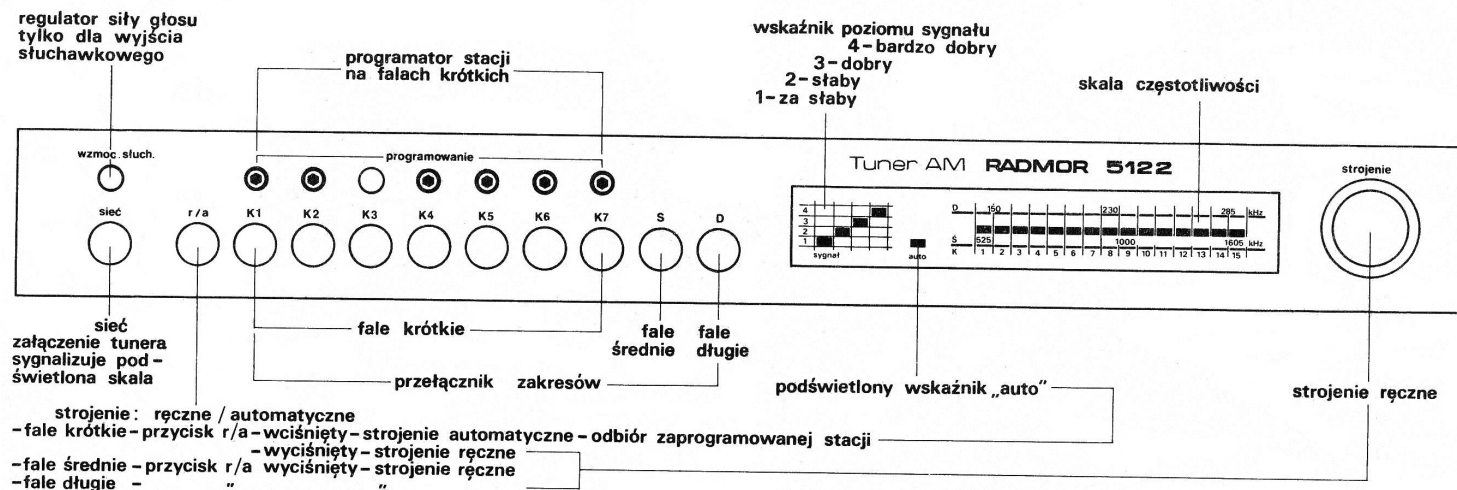 regulator siły głosu
tylko dla wyjścia
słuchawkowego
programator stacji
na falach krótkich
wskaźnik poziomu sygnału
4-bardzo dobry
3-dobry
2-słaby
1-za słaby
skala częstotliwości
wzmoc. słuch.
programowanie
Tuner AM RADMOR 5122
strojenie
sieć r/a K1 K2 K3 K4 K5 K6 K7 S D
4
3
2
1
sygnał
auto
D 150 230 285 kHz
Ś 525 1000 1605 kHz
K 1 2 3 4 5 6 7 8 9 10 11 12 13 14 15
sieć
załączenie tunera
sygnalizuje pod-
świetlona skala
fale krótkie
fale
średnie
fale
długie
przełącznik zakresów
podświetlony wskaźnik „auto"
strojenie ręczne
strojenie: ręczne / automatyczne
-fale krótkie-przycisk r/a-wciśnięty-strojenie automatyczne-odbiór zaprogramowanej stacji
-wyciśnięty-strojenie ręczne
-fale średnie-przycisk r/a wyciśnięty-strojenie ręczne
-fale długie - „ „